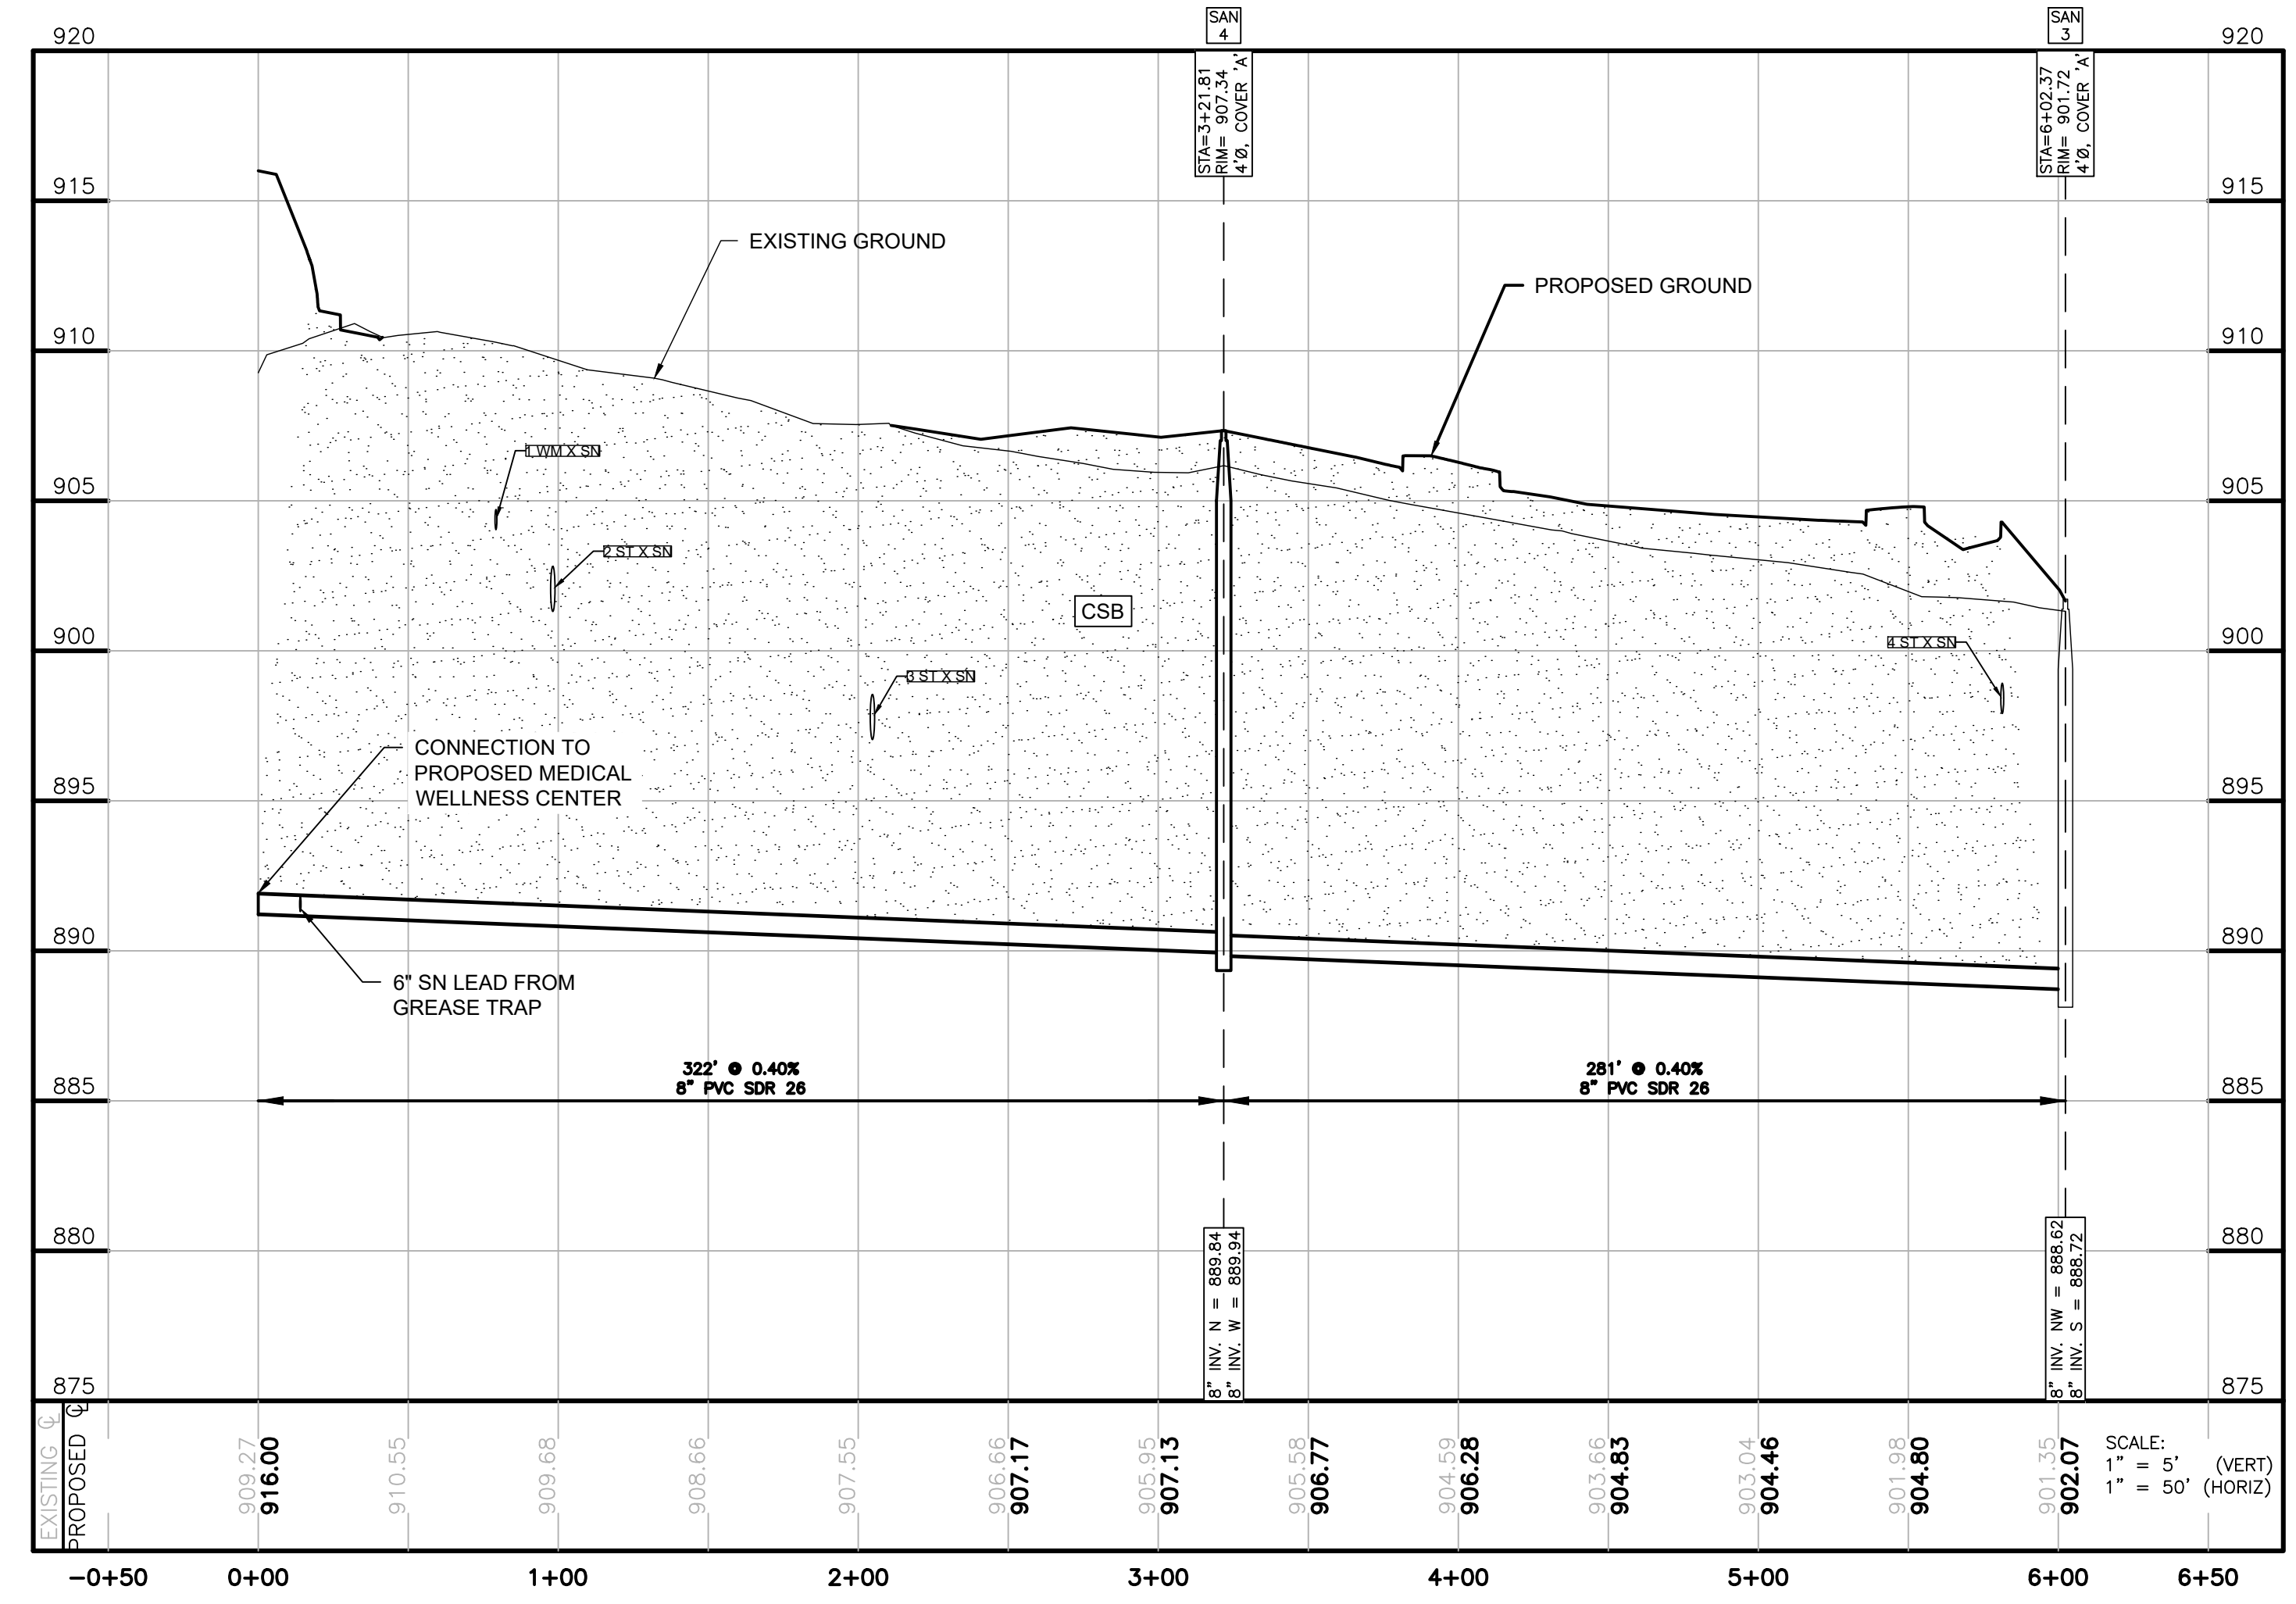 SAN
4
SAN
3
920
920
STA=3+21.81
RIM= 907.34
4'Ø, COVER 'A'
STA=6+02.37
RIM= 901.72
4'Ø, COVER 'A'
915
915
EXISTING GROUND
PROPOSED GROUND
910
910
1 WM X SN
905
905
2 ST X SN
CSB
900
900
4 ST X SN
3 ST X SN
CONNECTION TO
PROPOSED MEDICAL
WELLNESS CENTER
895
895
890
890
6" SN LEAD FROM
GREASE TRAP
322' @ 0.40%
8" PVC SDR 26
281' @ 0.40%
8" PVC SDR 26
885
885
880
880
8" INV. N = 889.84
8" INV. W = 889.94
8" INV. NW = 888.62
8" INV. S = 888.72
875
875
EXISTING ℄
PROPOSED ℄
909.27
916.00
910.55
909.68
908.66
907.55
906.66
907.17
905.95
907.13
905.58
906.77
904.59
906.28
903.66
904.83
903.04
904.46
901.98
904.80
901.35
902.07
SCALE:
1" = 5' (VERT)
1" = 50' (HORIZ)
-0+50 0+00 1+00 2+00 3+00 4+00 5+00 6+00 6+50